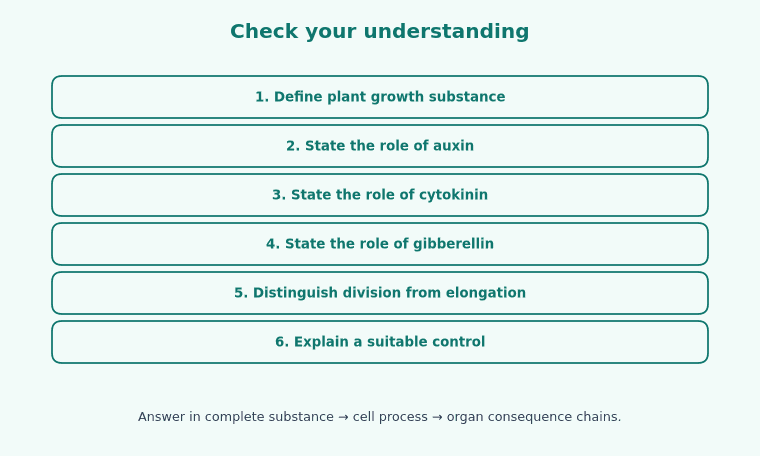 Check your understanding
1. Define plant growth substance
2. State the role of auxin
3. State the role of cytokinin
4. State the role of gibberellin
5. Distinguish division from elongation
6. Explain a suitable control
Answer in complete substance → cell process → organ consequence chains.